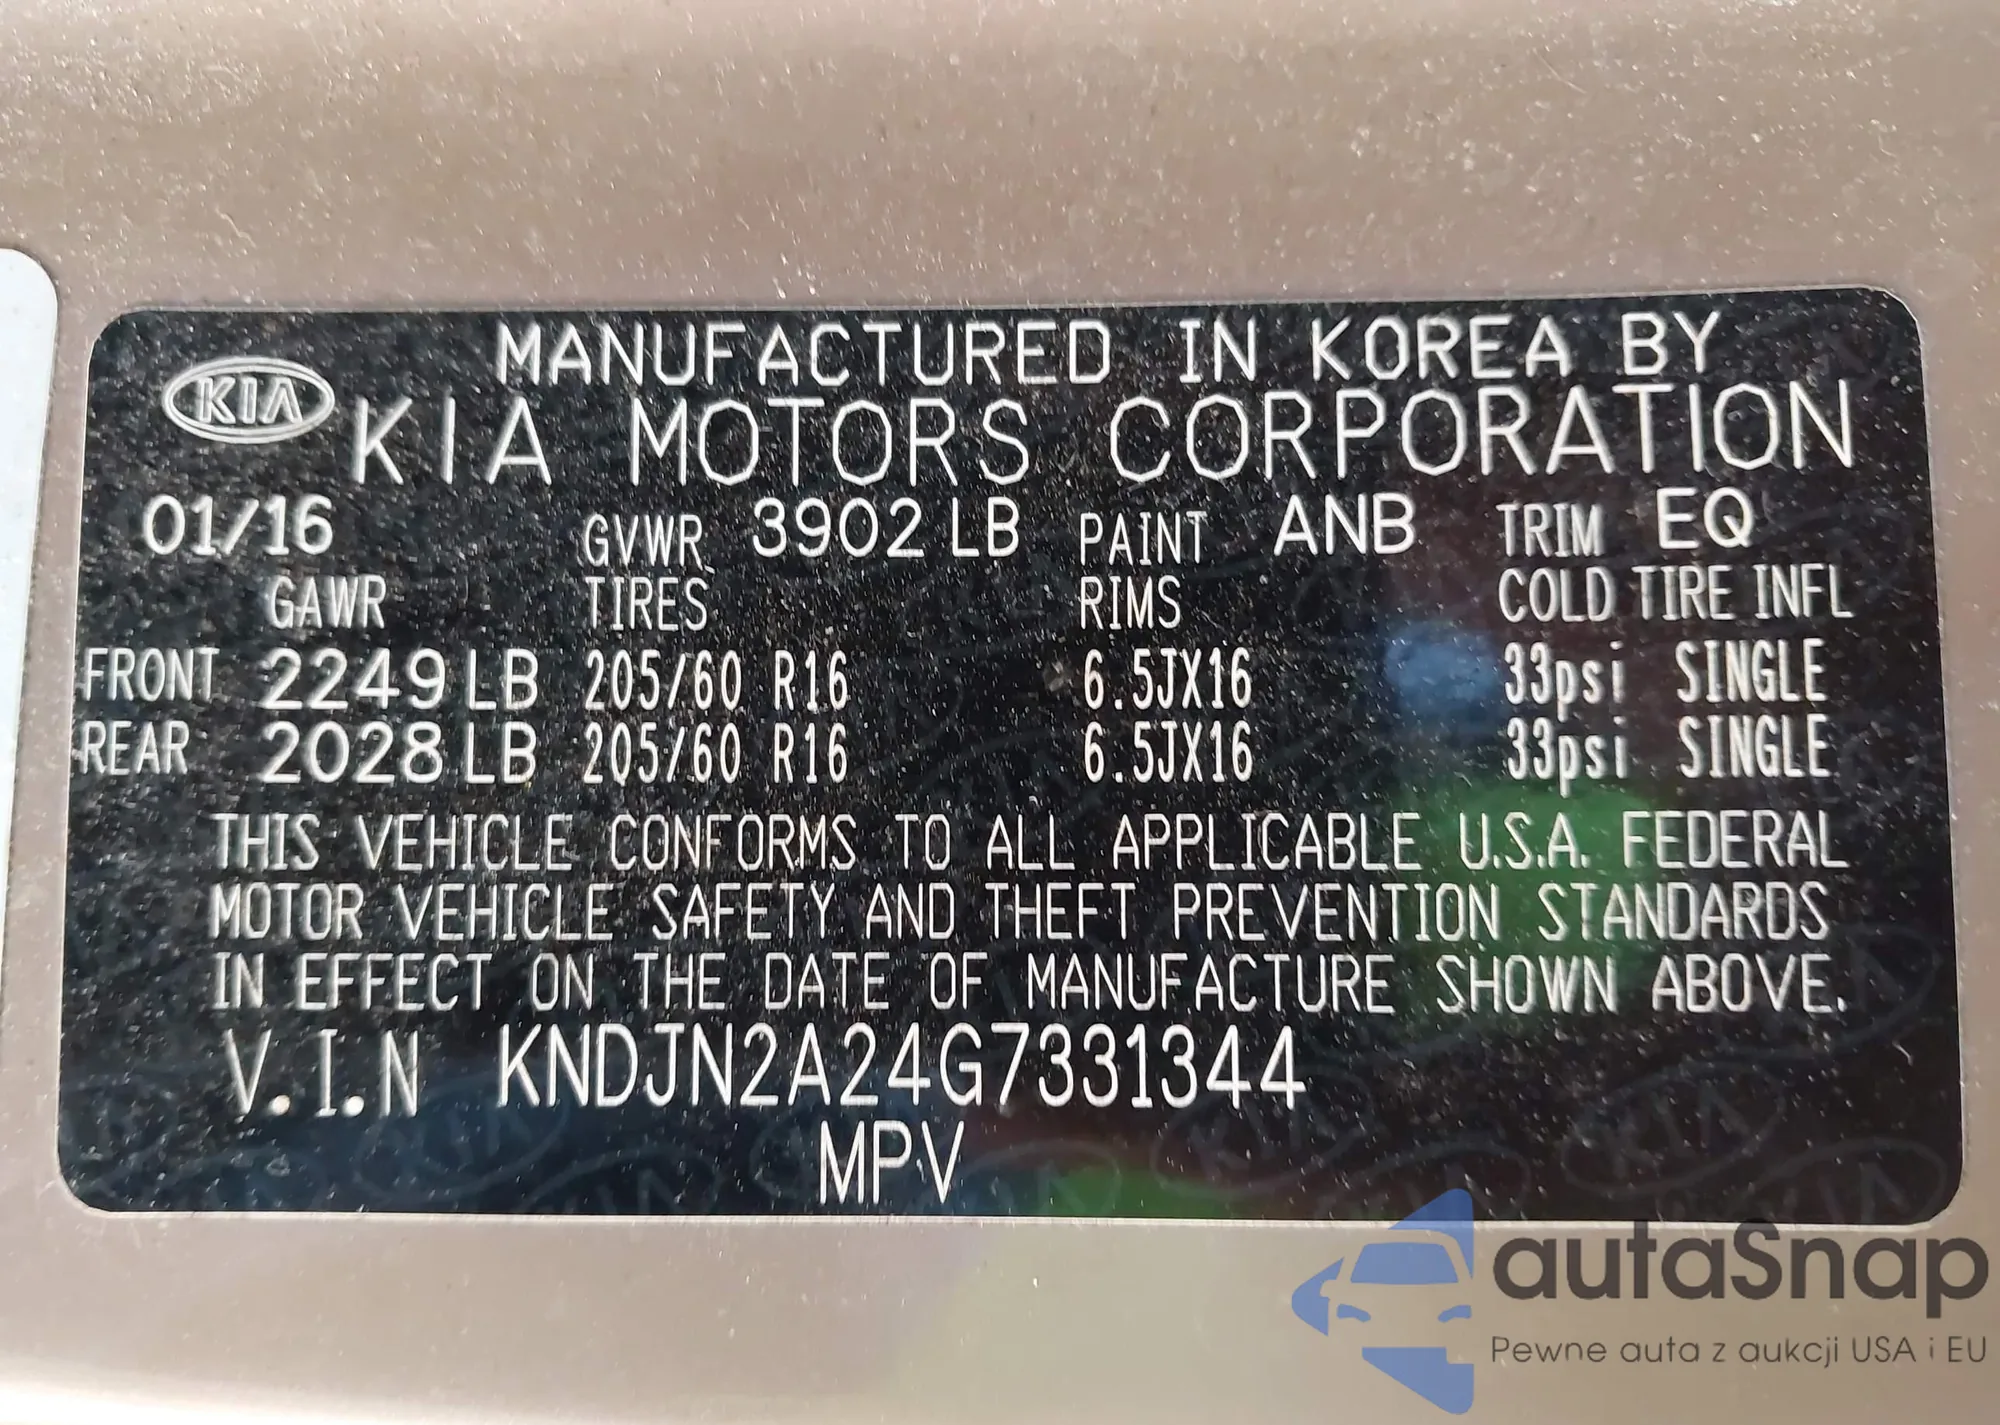 MANUFACTURED IN KOREA BY
KIA KIA MOTORS CORPORATION
01/16 GVWR 3902 LB PAINT ANB TRIM EQ
GAWR TIRES RIMS COLD TIRE INFL
FRONT 2249 LB 205/60 R16 6.5JX16 33psi SINGLE
REAR 2028 LB 205/60 R16 6.5JX16 33psi SINGLE
THIS VEHICLE CONFORMS TO ALL APPLICABLE U.S.A. FEDERAL
MOTOR VEHICLE SAFETY AND THEFT PREVENTION STANDARDS
IN EFFECT ON THE DATE OF MANUFACTURE SHOWN ABOVE.
V.I.N KNDJN2A24G7331344
MPV
autaSnap
Pewne auta z aukcji USA i EU